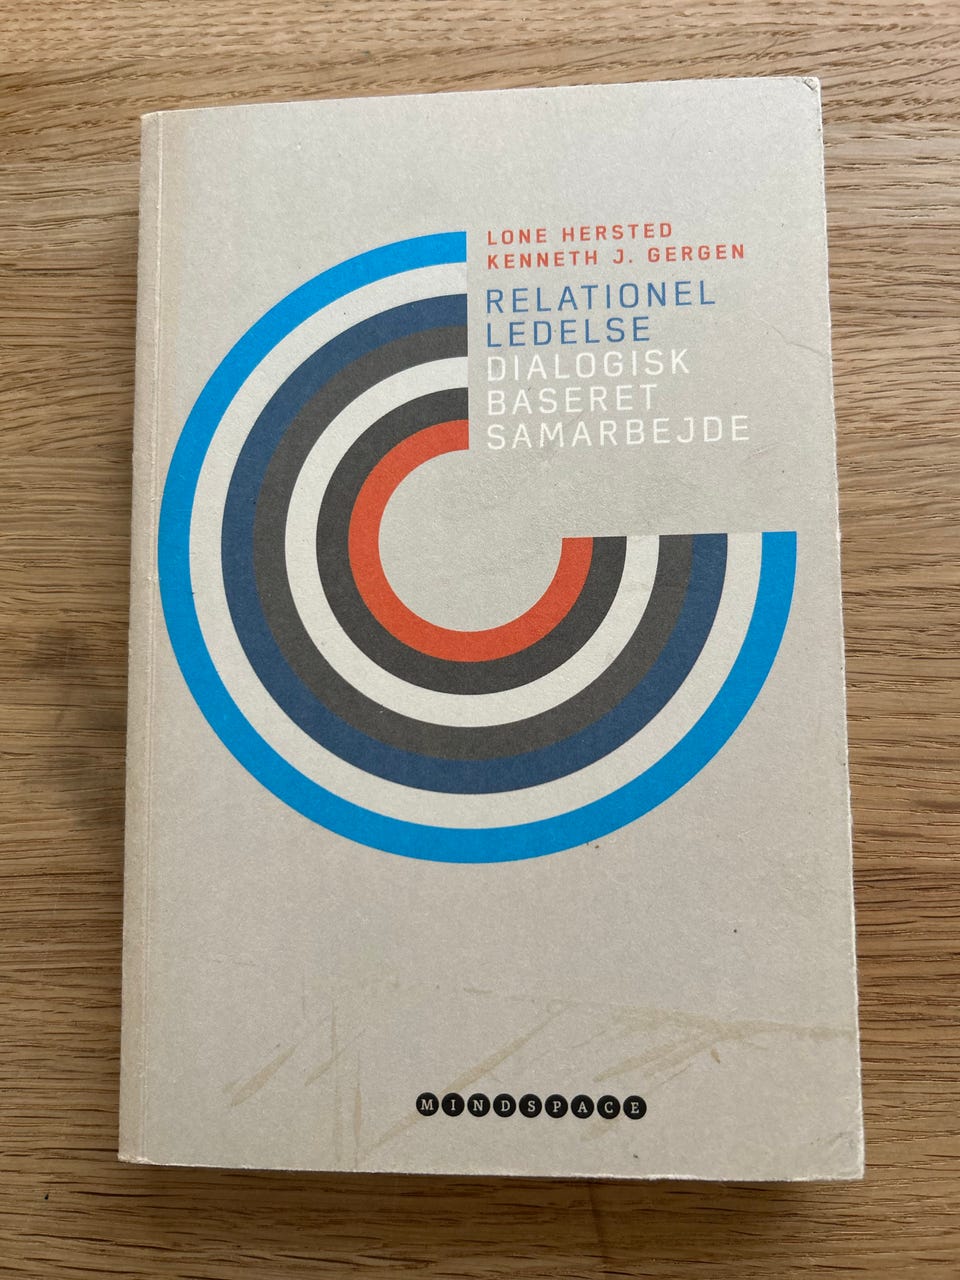 LONE HERSTED
KENNETH J. GERGEN
RELATIONEL
LEDELSE
DIALOGISK
BASERET
SAMARBEJDE
MINDSPACE